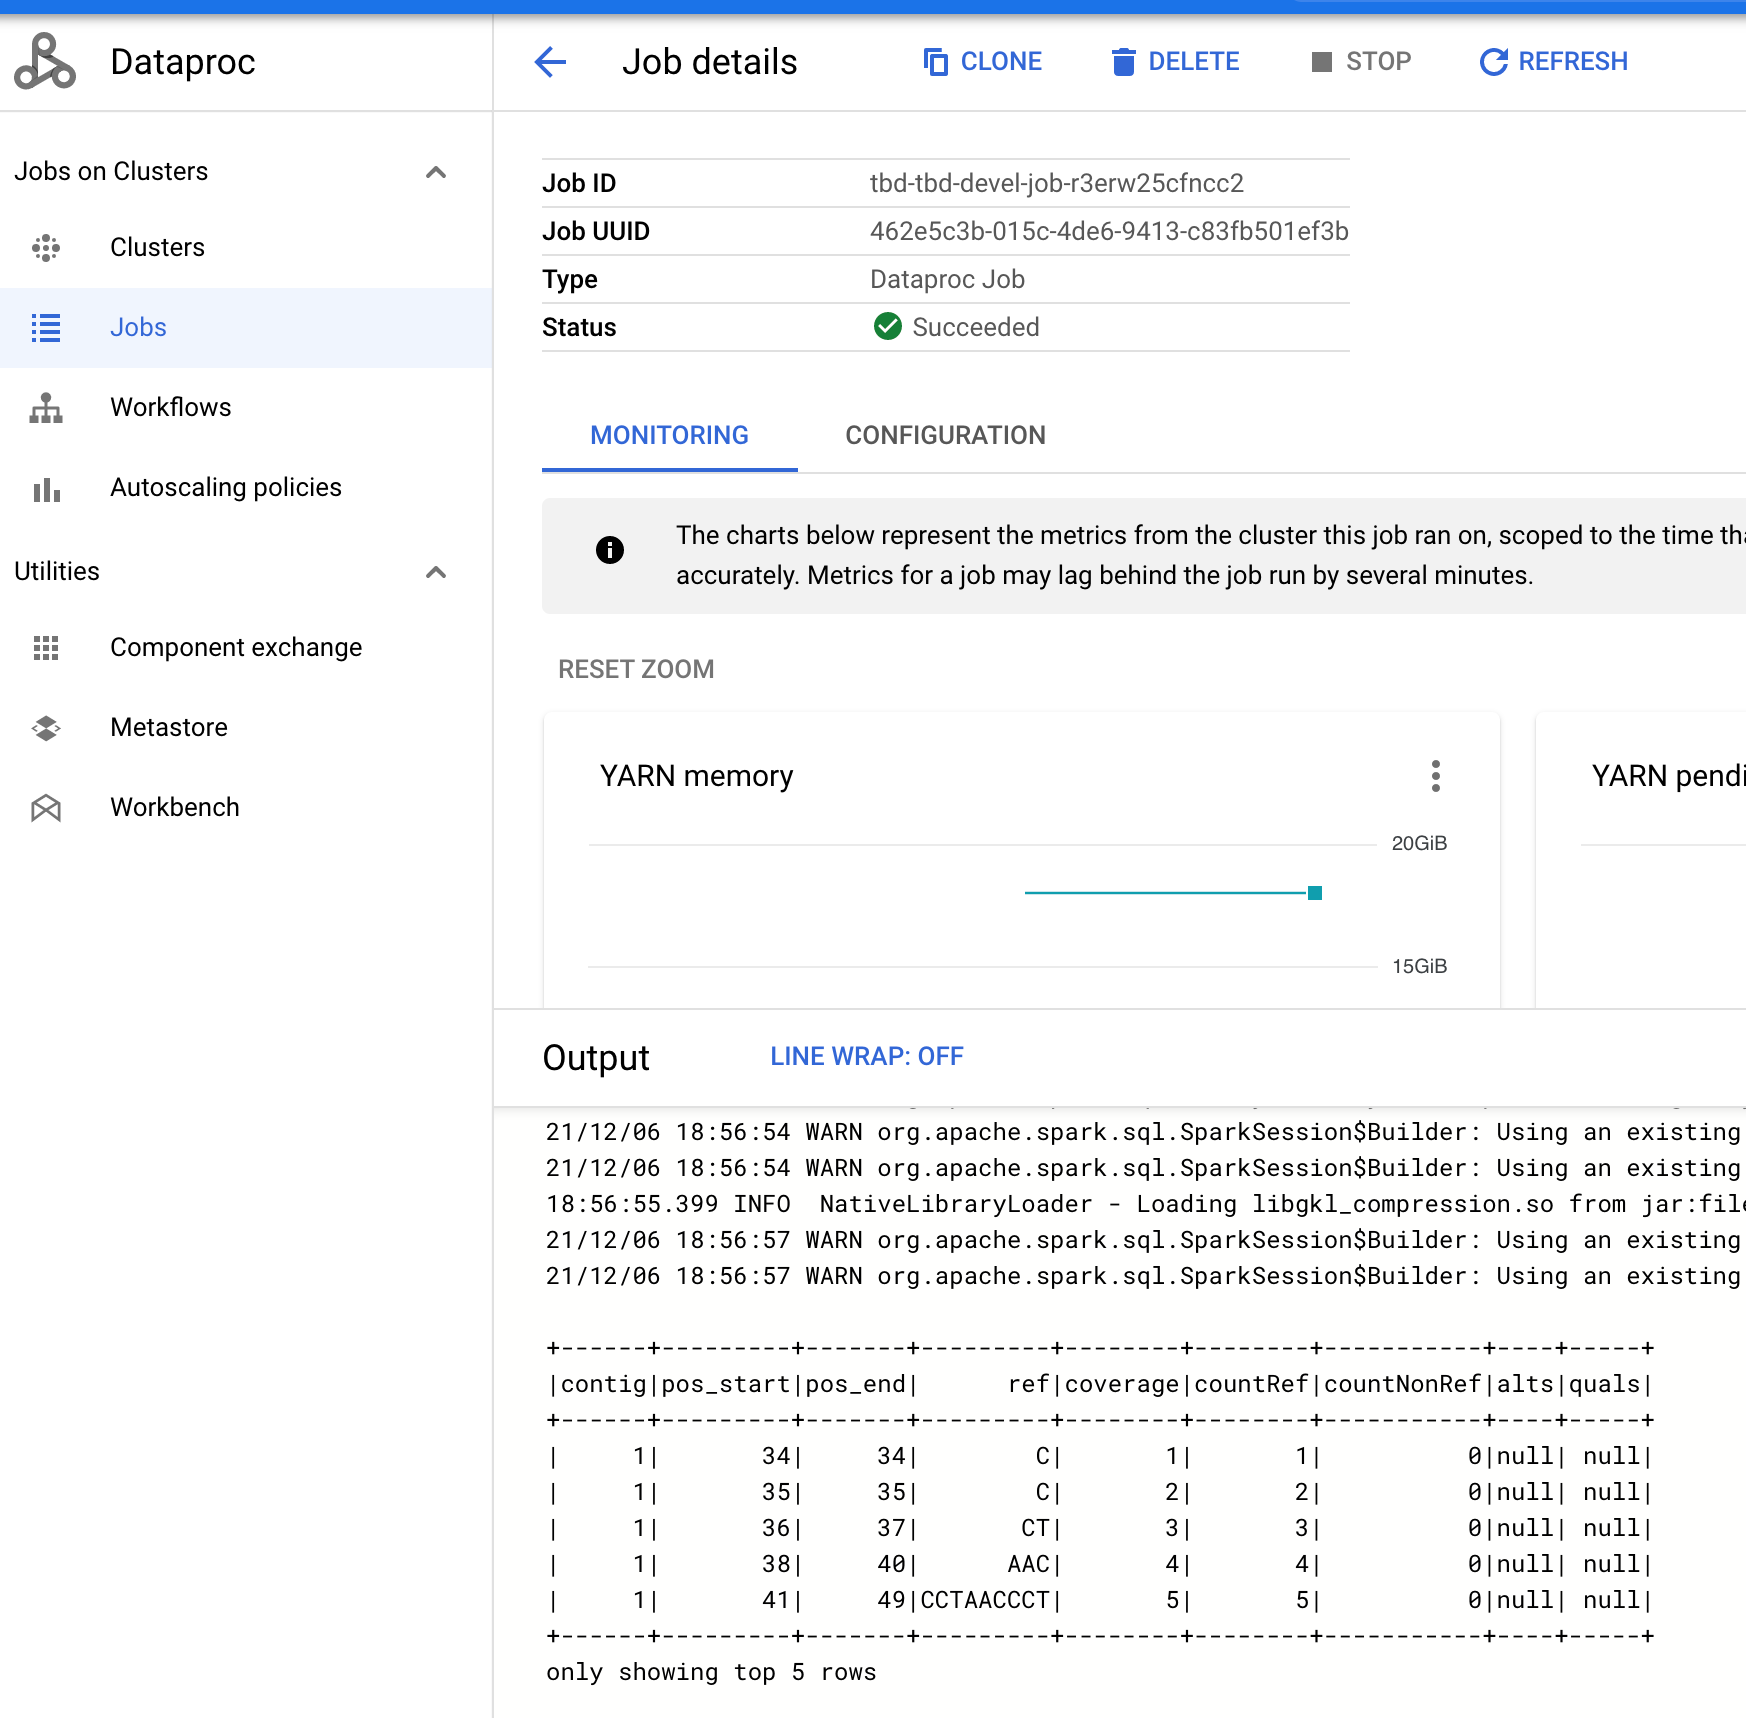 Dataproc
Job details
CLONE
DELETE
STOP
REFRESH
Jobs on Clusters
Clusters
Jobs
Workflows
Autoscaling policies
Utilities
Component exchange
Metastore
Workbench
Job ID tbd-tbd-devel-job-r3erw25cfncc2
Job UUID 462e5c3b-015c-4de6-9413-c83fb501ef3b
Type Dataproc Job
Status Succeeded
MONITORING CONFIGURATION
The charts below represent the metrics from the cluster this job ran on, scoped to the time
accurately. Metrics for a job may lag behind the job run by several minutes.
RESET ZOOM
YARN memory
20GiB
15GiB
YARN pendi
Output
LINE WRAP: OFF
21/12/06 18:56:54 WARN org.apache.spark.sql.SparkSession$Builder: Using an existing
21/12/06 18:56:54 WARN org.apache.spark.sql.SparkSession$Builder: Using an existing
18:56:55.399 INFO  NativeLibraryLoader - Loading libgkl_compression.so from jar:file
21/12/06 18:56:57 WARN org.apache.spark.sql.SparkSession$Builder: Using an existing
21/12/06 18:56:57 WARN org.apache.spark.sql.SparkSession$Builder: Using an existing
+------+---------+-------+---------+--------+--------+-----------+----+-----+
|contig|pos_start|pos_end|      ref|coverage|countRef|countNonRef|alts|quals|
+------+---------+-------+---------+--------+--------+-----------+----+-----+
|     1|       34|     34|        C|       1|       1|          0|null| null|
|     1|       35|     35|        C|       2|       2|          0|null| null|
|     1|       36|     37|       CT|       3|       3|          0|null| null|
|     1|       38|     40|      AAC|       4|       4|          0|null| null|
|     1|       41|     49|CCTAACCCT|       5|       5|          0|null| null|
+------+---------+-------+---------+--------+--------+-----------+----+-----+
only showing top 5 rows